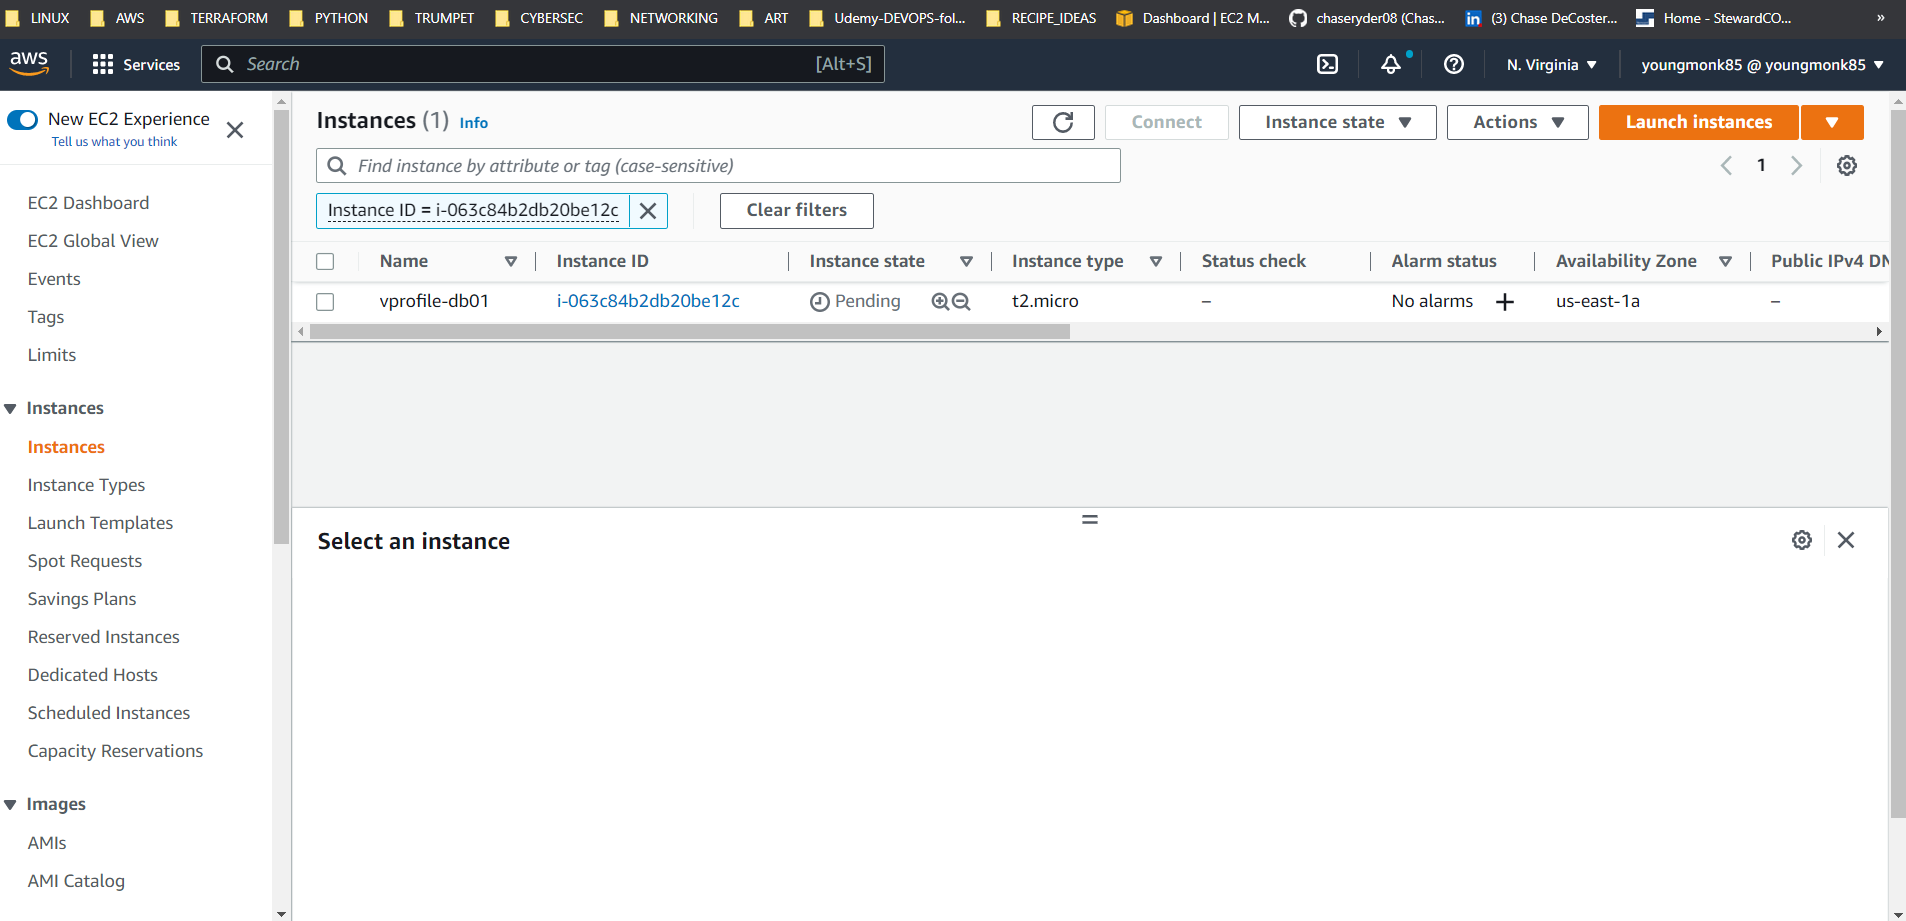 LINUX AWS TERRAFORM PYTHON TRUMPET CYBERSEC NETWORKING ART Udemy-DEVOPS-fol... RECIPE_IDEAS Dashboard | EC2 M... chaseryder08 (Chas... (3) Chase DeCoster... Home - StewardCO... »
aws Services Search [Alt+S] N. Virginia ▼ youngmonk85 @ youngmonk85 ▼
New EC2 Experience
Tell us what you think
EC2 Dashboard
EC2 Global View
Events
Tags
Limits
Instances
Instances
Instance Types
Launch Templates
Spot Requests
Savings Plans
Reserved Instances
Dedicated Hosts
Scheduled Instances
Capacity Reservations
Images
AMIs
AMI Catalog
Instances (1) Info Connect Instance state ▼ Actions ▼ Launch instances ▼
Find instance by attribute or tag (case-sensitive) 1
Instance ID = i-063c84b2db20be12c Clear filters
Name Instance ID Instance state Instance type Status check Alarm status Availability Zone Public IPv4 DN
vprofile-db01 i-063c84b2db20be12c Pending t2.micro – No alarms + us-east-1a –
Select an instance